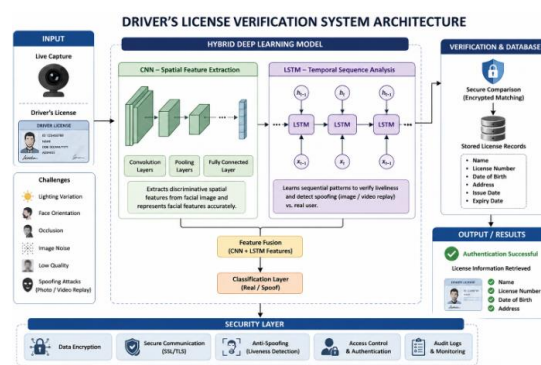 DRIVER'S LICENSE VERIFICATION SYSTEM ARCHITECTURE
INPUT
Live Capture
Driver's License
DRIVER LICENSE
Challenges
Lighting Variation
Face Orientation
Occlusion
Image Noise
Low Quality
Spoofing Attacks
(Photo / Video Replay)
HYBRID DEEP LEARNING MODEL
CNN – Spatial Feature Extraction
Convolution
Layers
Pooling
Layers
Fully Connected
Layer
Extracts discriminative spatial
features from facial image and
represents facial features accurately.
LSTM – Temporal Sequence Analysis
LSTM
LSTM
LSTM
Learns sequential patterns to verify liveliness
and detect spoofing (image / video replay)
vs. real user.
Feature Fusion
(CNN + LSTM Features)
Classification Layer
(Real / Spoof)
VERIFICATION & DATABASE
Secure Comparison
(Encrypted Matching)
Stored License Records
• Name
• License Number
• Date of Birth
• Address
• Issue Date
• Expiry Date
OUTPUT / RESULTS
Authentication Successful
License Information Retrieved
Name
License Number
Date of Birth
Address
SECURITY LAYER
Data Encryption
Secure Communication
(SSL/TLS)
Anti-Spoofing
(Liveness Detection)
Access Control
& Authentication
Audit Logs
& Monitoring